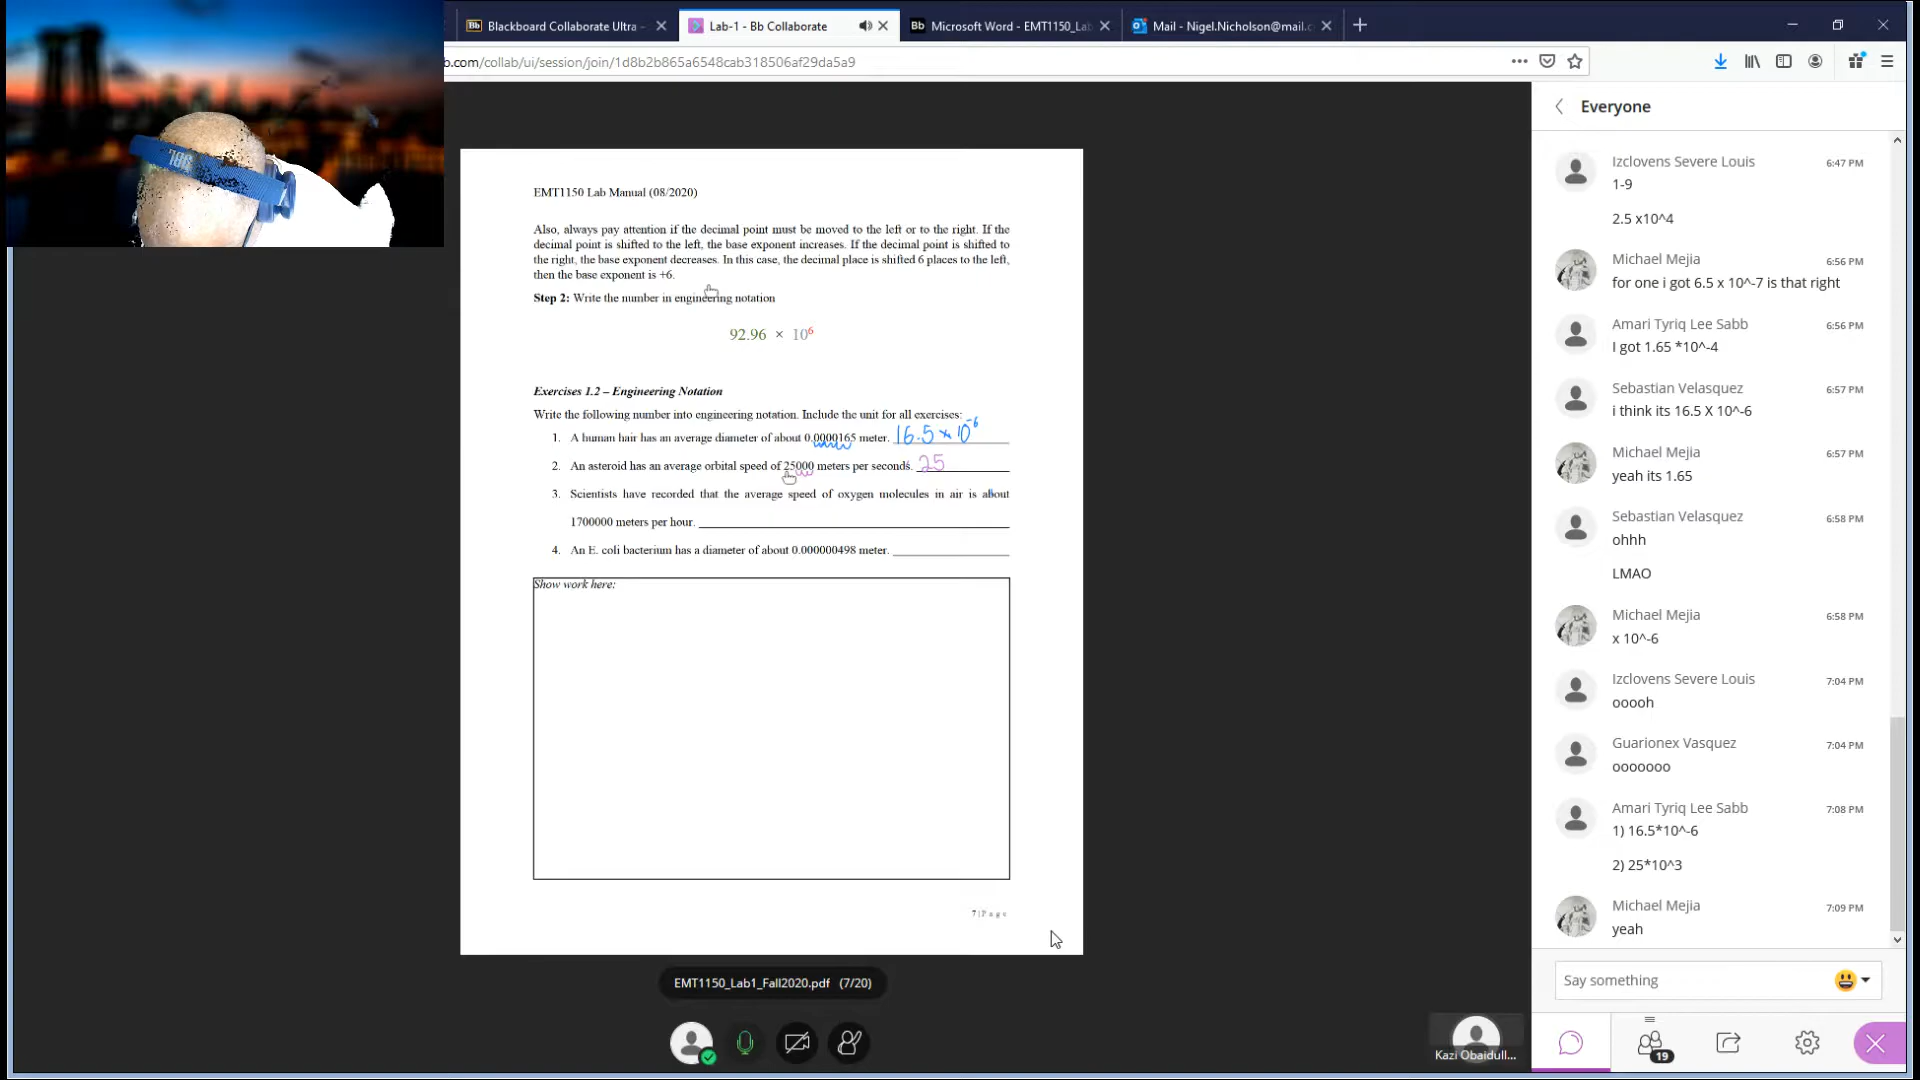 Blackboard Collaborate Ultra –
Lab-1 - Bb Collaborate
Microsoft Word - EMT1150_La
Mail - Nigel.Nicholson@mail.c
b.com/collab/ui/session/join/1d8b2b865a6548cab318506af29da5a9
EMT1150 Lab Manual (08/2020)
Also, always pay attention if the decimal point must be moved to the left or to the right. If the
decimal point is shifted to the left, the base exponent increases. If the decimal point is shifted to
the right, the base exponent decreases. In this case, the decimal place is shifted 6 places to the left,
then the base exponent is +6.
Step 2: Write the number in engineering notation
92.96 × 10⁶
Exercises 1.2 – Engineering Notation
Write the following number into engineering notation. Include the unit for all exercises:
1. A human hair has an average diameter of about 0.0000165 meter. 16.5 × 10⁻⁶
2. An asteroid has an average orbital speed of 25000 meters per seconds. 25
3. Scientists have recorded that the average speed of oxygen molecules in air is about
1700000 meters per hour.
4. An E. coli bacterium has a diameter of about 0.000000498 meter.
Show work here:
7 | Page
EMT1150_Lab1_Fall2020.pdf (7/20)
Kazi Obaidull...
Everyone
Izclovens Severe Louis 6:47 PM
1-9
2.5 x10^4
Michael Mejia 6:56 PM
for one i got 6.5 x 10^-7 is that right
Amari Tyriq Lee Sabb 6:56 PM
I got 1.65 *10^-4
Sebastian Velasquez 6:57 PM
i think its 16.5 X 10^-6
Michael Mejia 6:57 PM
yeah its 1.65
Sebastian Velasquez 6:58 PM
ohhh
LMAO
Michael Mejia 6:58 PM
x 10^-6
Izclovens Severe Louis 7:04 PM
ooooh
Guarionex Vasquez 7:04 PM
ooooooo
Amari Tyriq Lee Sabb 7:08 PM
1) 16.5*10^-6
2) 25*10^3
Michael Mejia 7:09 PM
yeah
Say something
19